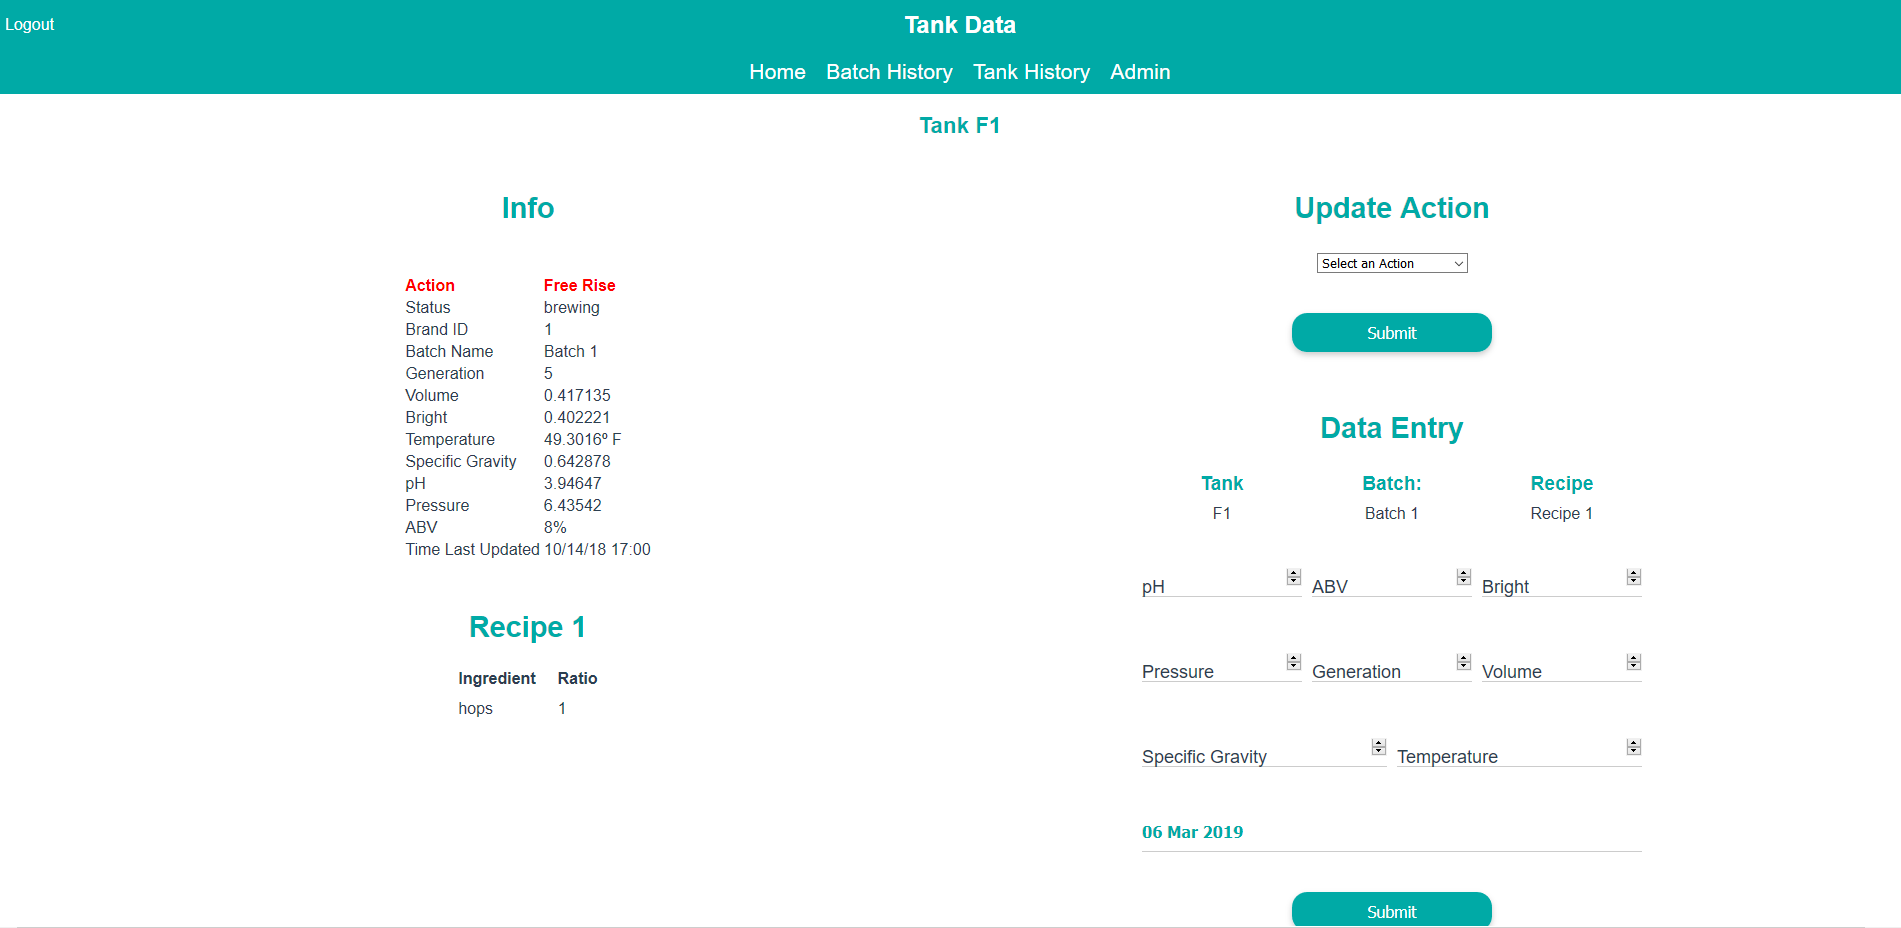 Logout
Tank Data
Home Batch History Tank History Admin
Tank F1
Info
Action Free Rise
Status brewing
Brand ID 1
Batch Name Batch 1
Generation 5
Volume 0.417135
Bright 0.402221
Temperature 49.3016º F
Specific Gravity 0.642878
pH 3.94647
Pressure 6.43542
ABV 8%
Time Last Updated 10/14/18 17:00
Recipe 1
Ingredient Ratio
hops 1
Update Action
Select an Action
Submit
Data Entry
Tank Batch: Recipe
F1 Batch 1 Recipe 1
pH ABV Bright
Pressure Generation Volume
Specific Gravity Temperature
06 Mar 2019
Submit